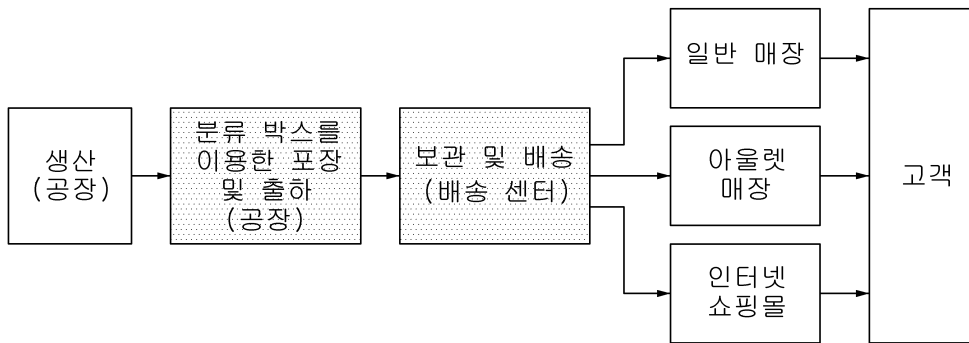 생산
(공장)
분류 박스를
이용한 포장
및 출하
(공장)
보관 및 배송
(배송 센터)
일반 매장
아울렛
매장
인터넷
쇼핑몰
고객